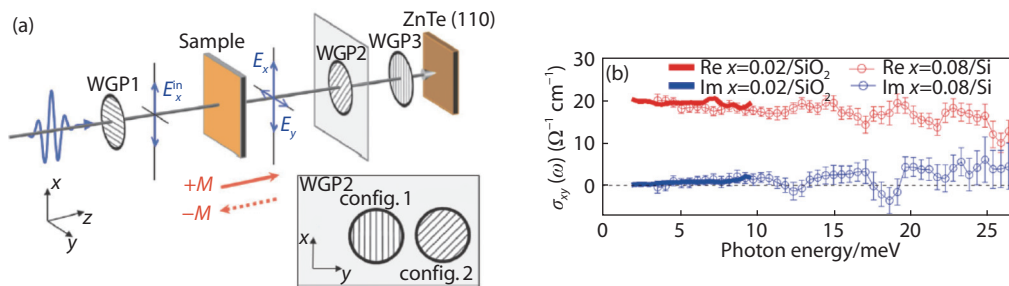 (a)
ZnTe (110)
Sample
WGP2
WGP3
WGP1
E_x^in
E_x
E_y
+M
−M
x
z
y
WGP2
config. 1
x
y
config. 2
(b)
Re x=0.02/SiO₂
Re x=0.08/Si
Im x=0.02/SiO₂
Im x=0.08/Si
σ_xy (ω) (Ω⁻¹ cm⁻¹)
30
20
10
0
5
10
15
20
25
Photon energy/meV